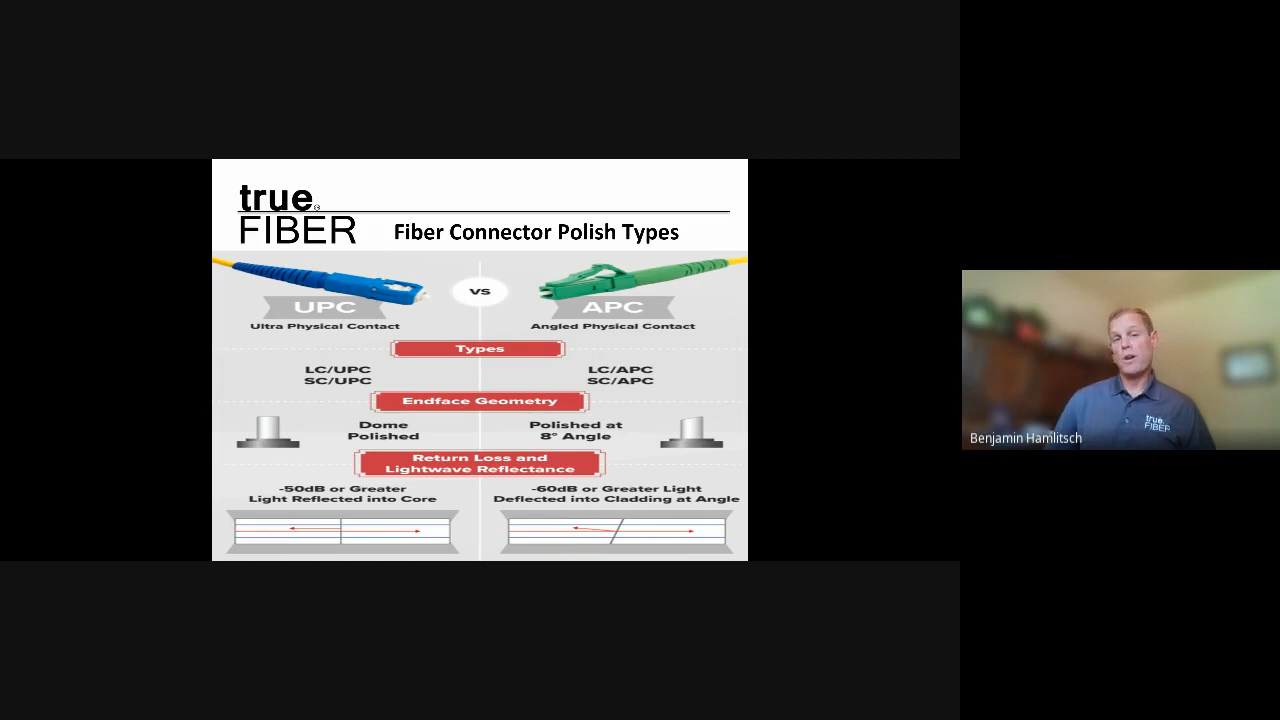 true®
FIBER
Fiber Connector Polish Types
UPC
vs
APC
Ultra Physical Contact
Angled Physical Contact
Types
LC/UPC
SC/UPC
LC/APC
SC/APC
Endface Geometry
Dome
Polished
Polished at
8° Angle
Return Loss and
Lightwave Reflectance
-50dB or Greater
Light Reflected into Core
-60dB or Greater Light
Deflected into Cladding at Angle
true
FIBER
Benjamin Hamlitsch